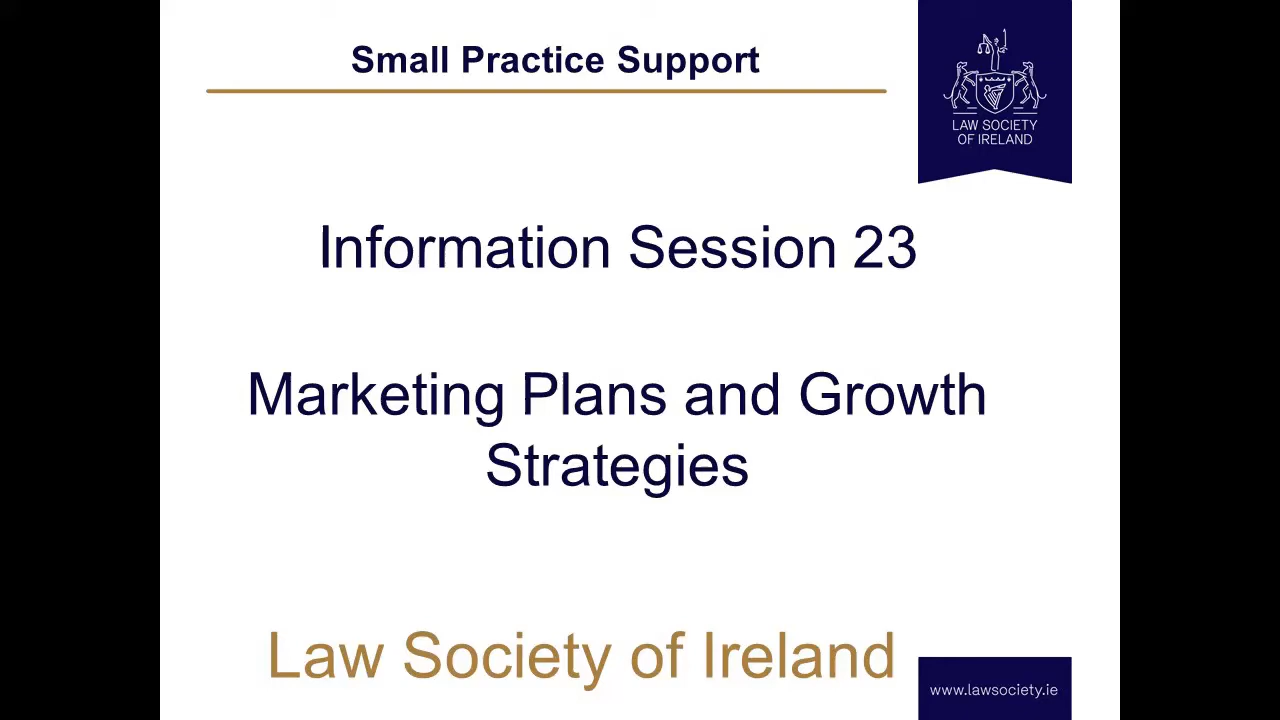 Small Practice Support
LAW SOCIETY
OF IRELAND
Information Session 23
Marketing Plans and Growth
Strategies
Law Society of Ireland
www.lawsociety.ie